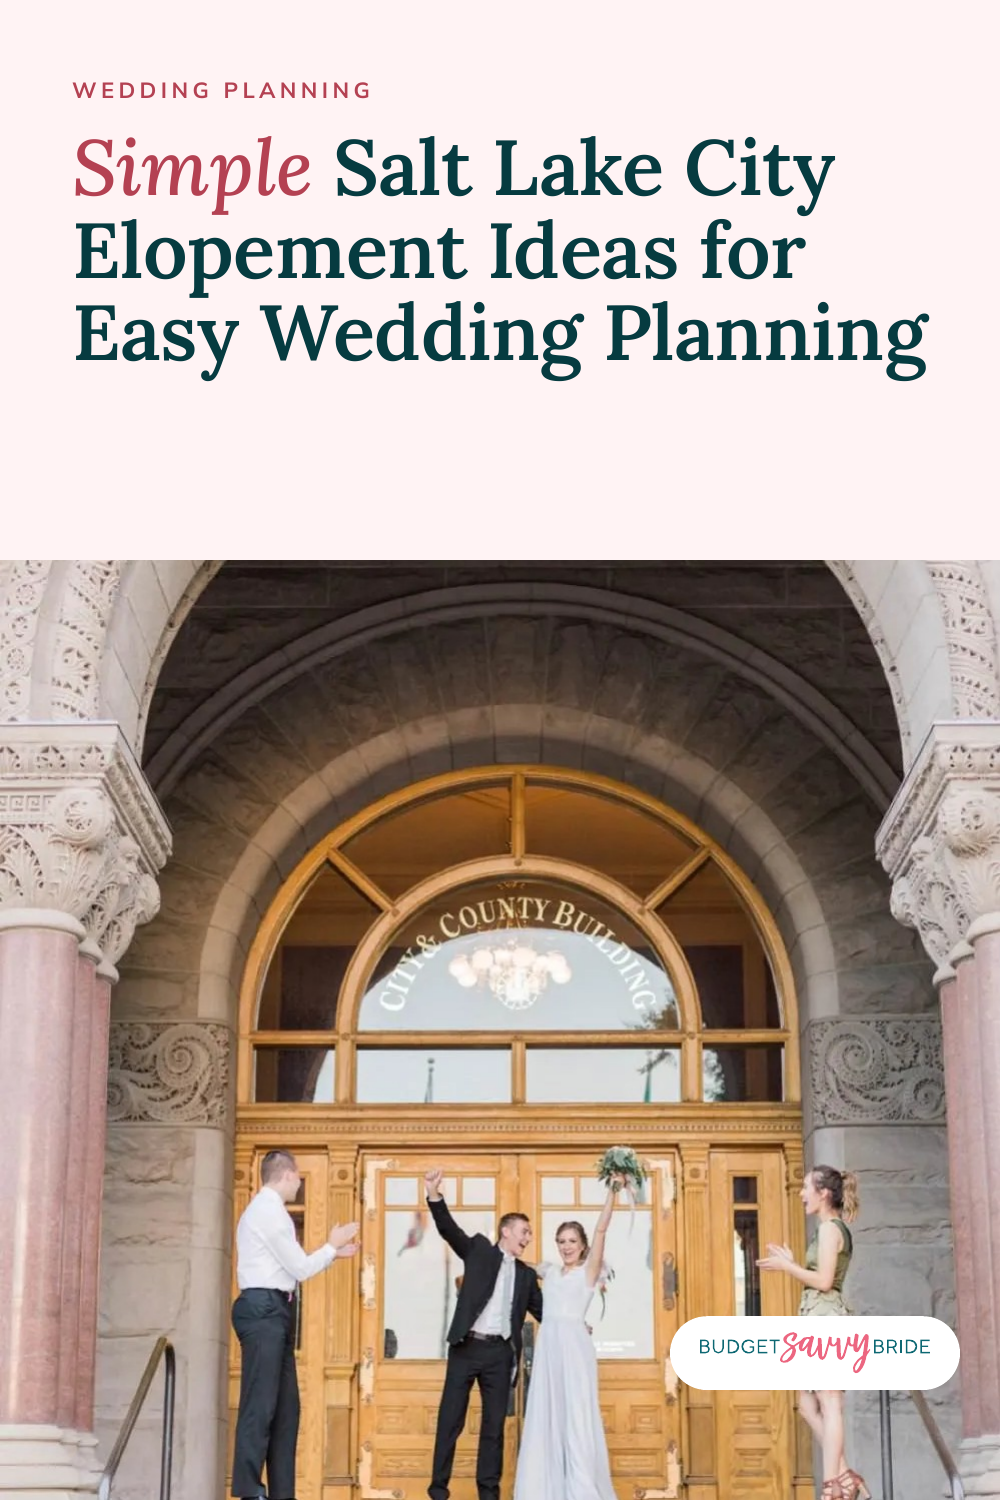 WEDDING PLANNING
Simple Salt Lake City
Elopement Ideas for
Easy Wedding Planning
CITY & COUNTY BUILDING
BUDGET savvy BRIDE